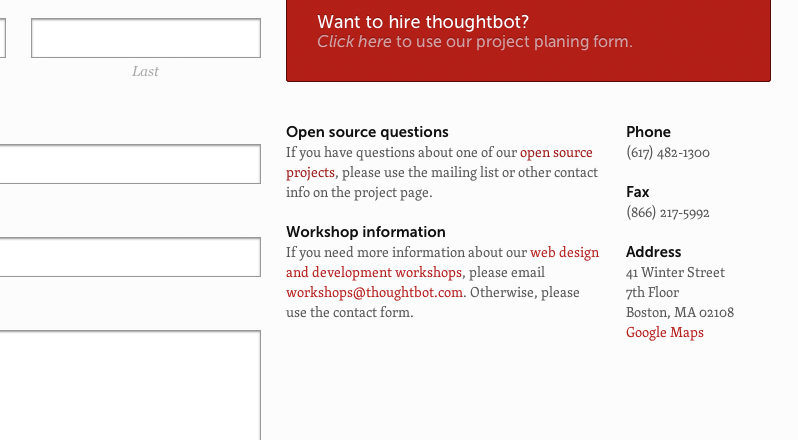 Want to hire thoughtbot?
Click here to use our project planing form.
Last
Open source questions
If you have questions about one of our open source
projects, please use the mailing list or other contact
info on the project page.
Workshop information
If you need more information about our web design
and development workshops, please email
workshops@thoughtbot.com. Otherwise, please
use the contact form.
Phone
(617) 482-1300
Fax
(866) 217-5992
Address
41 Winter Street
7th Floor
Boston, MA 02108
Google Maps